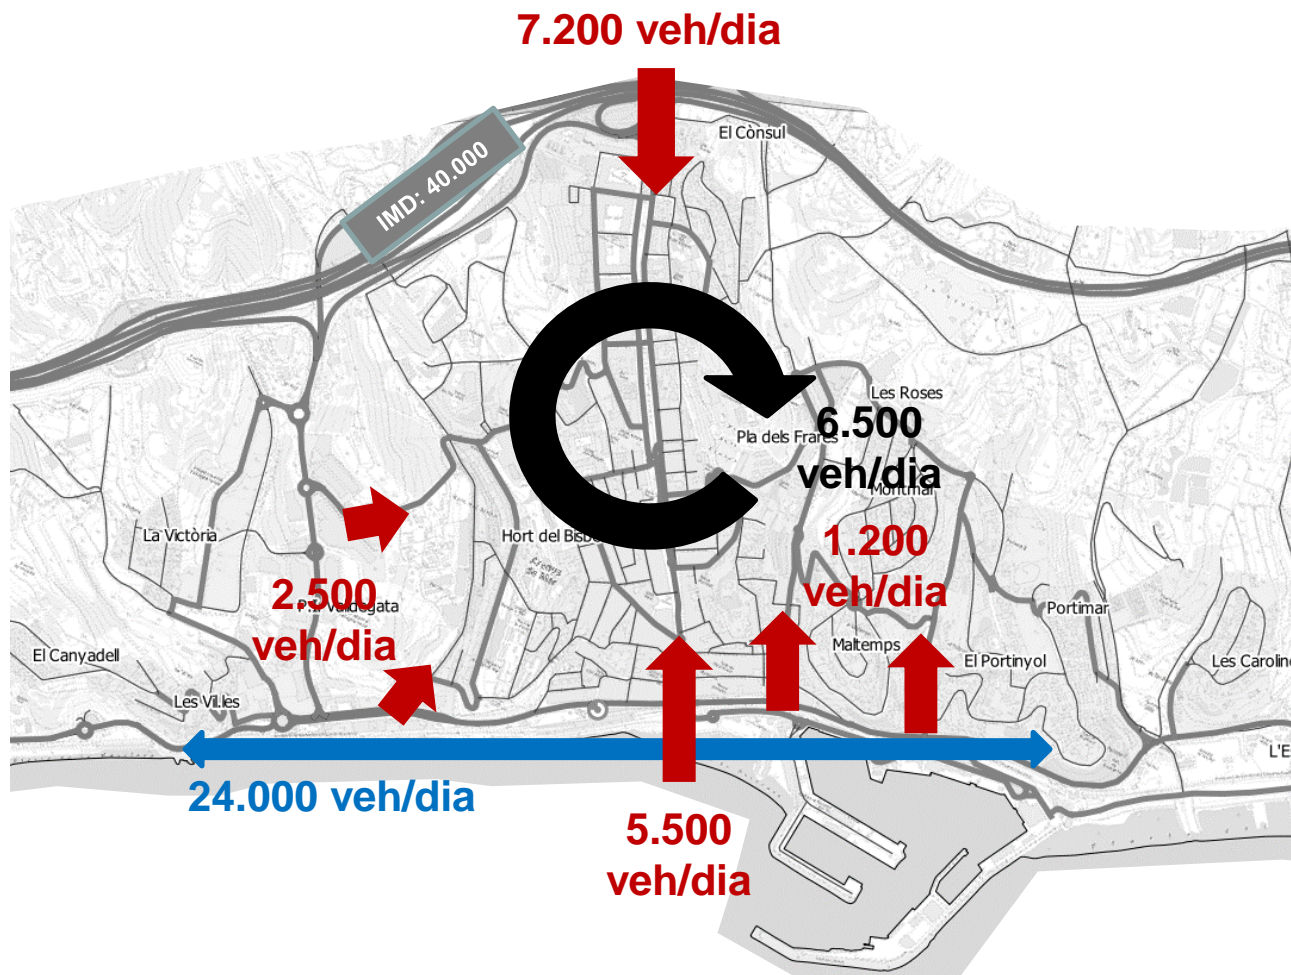 7.200 veh/dia
El Cònsul
IMD: 40.000
Les Roses
6.500
veh/dia
Pla dels Frares
Montmar
La Victòria
Hort del Bisbe
1.200
veh/dia
2.500
veh/dia
P.I. Valldegata
Portimar
El Canyadell
Maltemps
El Portinyol
Les Caroline
Les Vil.les
L'E
24.000 veh/dia
5.500
veh/dia